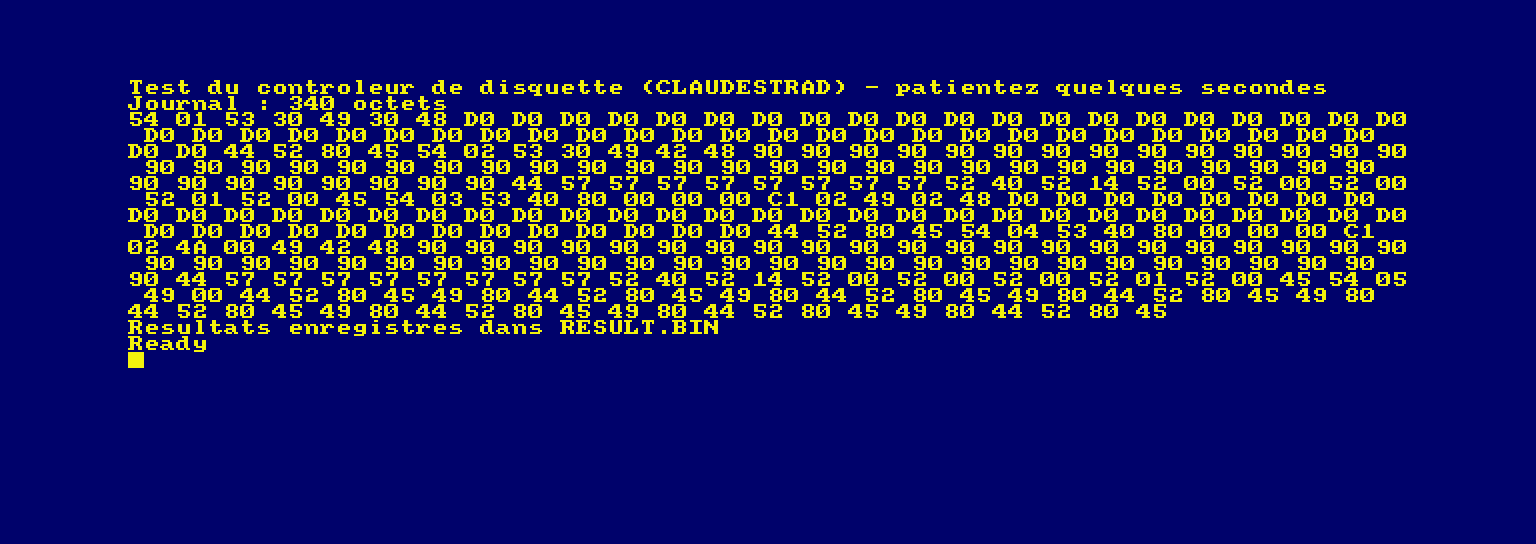 Test du controleur de disquette (CLAUDESTRAD) - patientez quelques secondes
Journal : 340 octets
54 01 53 30 49 30 48 D0 D0 D0 D0 D0 D0 D0 D0 D0 D0 D0 D0 D0 D0 D0 D0 D0 D0 D0 D0
D0 D0 D0 D0 D0 D0 D0 D0 D0 D0 D0 D0 D0 D0 D0 D0 D0 D0 D0 D0 D0 D0 D0 D0 D0 D0
D0 D0 44 52 80 45 54 02 53 30 49 42 48 90 90 90 90 90 90 90 90 90 90 90 90 90 90
90 90 90 90 90 90 90 90 90 90 90 90 90 90 90 90 90 90 90 90 90 90 90 90 90 90
90 90 90 90 90 90 90 90 44 57 57 57 57 57 57 57 57 52 40 52 14 52 00 52 00 52 00
52 01 52 00 45 54 03 53 40 80 00 00 00 C1 02 49 02 48 D0 D0 D0 D0 D0 D0 D0 D0
D0 D0 D0 D0 D0 D0 D0 D0 D0 D0 D0 D0 D0 D0 D0 D0 D0 D0 D0 D0 D0 D0 D0 D0 D0 D0 D0
D0 D0 D0 D0 D0 D0 D0 D0 D0 D0 D0 D0 D0 44 52 80 45 54 04 53 40 80 00 00 00 C1
02 4A 00 49 42 48 90 90 90 90 90 90 90 90 90 90 90 90 90 90 90 90 90 90 90 90 90
90 90 90 90 90 90 90 90 90 90 90 90 90 90 90 90 90 90 90 90 90 90 90 90 90 90
90 44 57 57 57 57 57 57 57 57 52 40 52 14 52 00 52 00 52 00 52 01 52 00 45 54 05
49 00 44 52 80 45 49 80 44 52 80 45 49 80 44 52 80 45 49 80 44 52 80 45 49 80
44 52 80 45 49 80 44 52 80 45 49 80 44 52 80 45 49 80 44 52 80 45
Resultats enregistres dans RESULT.BIN
Ready